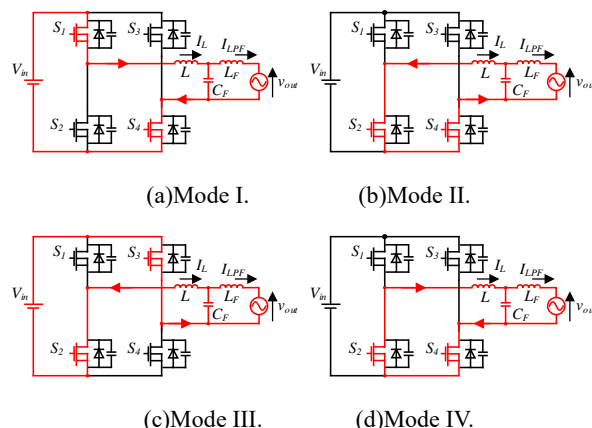 S1 S3 IL ILPF
Vin L LF vout
CF
S2 S4
(a)Mode I.
S1 S3 IL ILPF
Vin L LF vou
CF
S2 S4
(b)Mode II.
S1 S3 IL ILPF
Vin L LF vout
CF
S2 S4
(c)Mode III.
S1 S3 IL ILPF
Vin L LF vou
CF
S2 S4
(d)Mode IV.